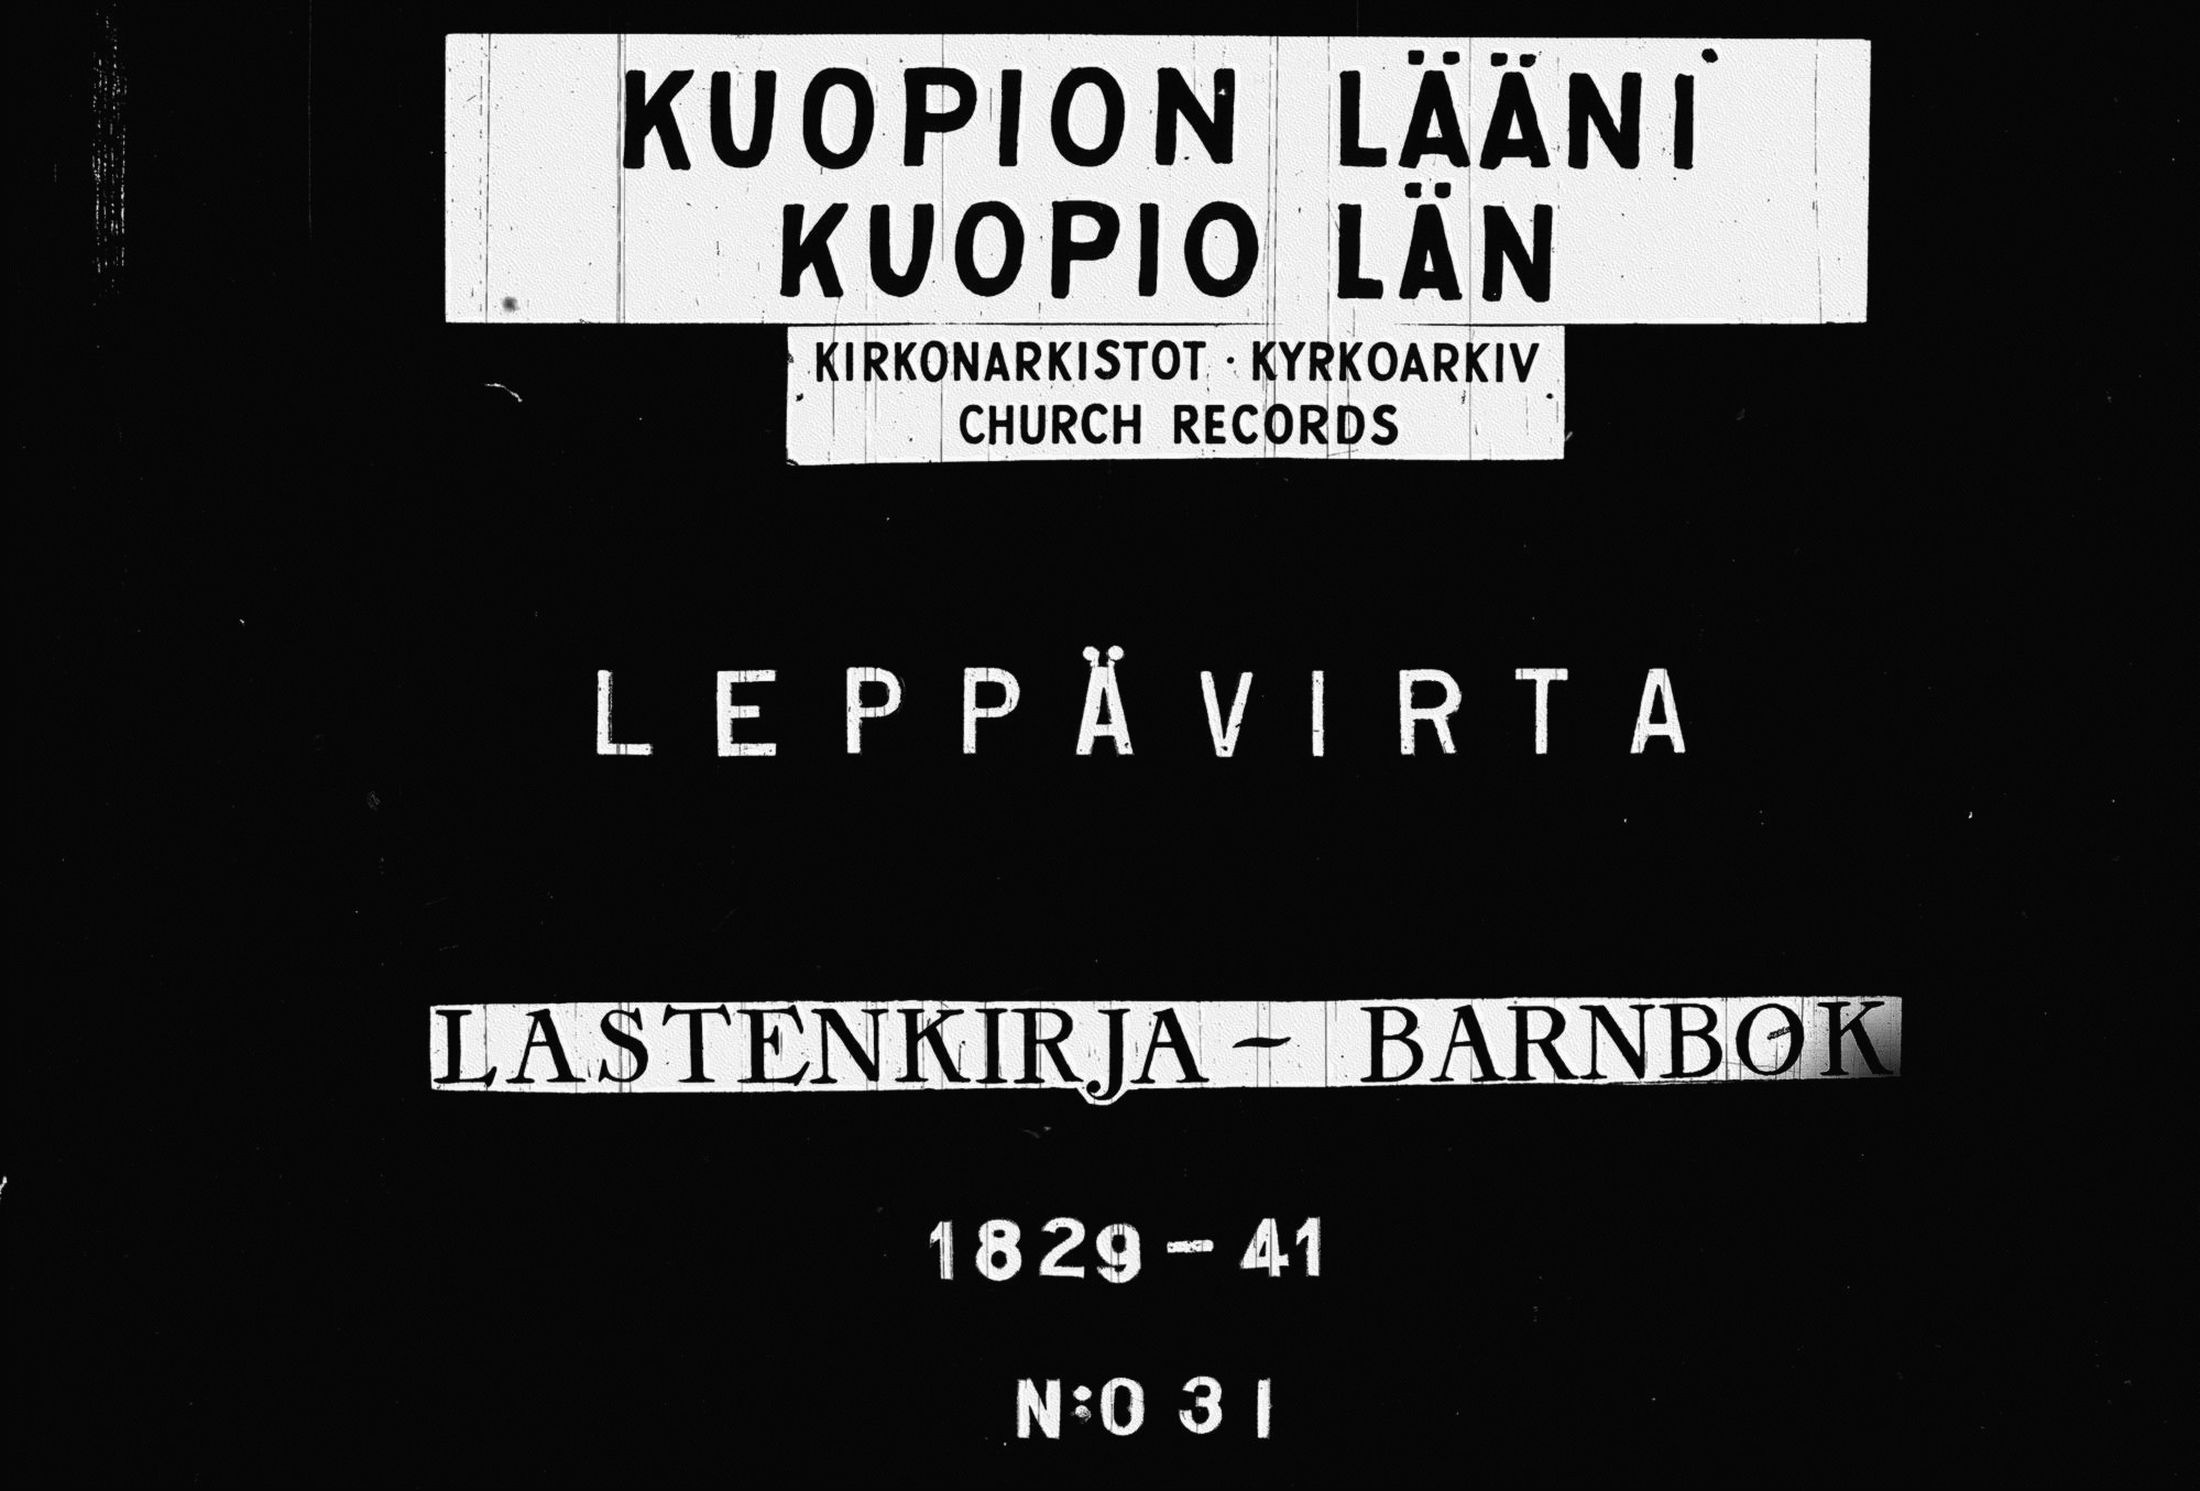 KUOPION LÄÄNI
KUOPIO LÄN
KIRKONARKISTOT · KYRKOARKIV
CHURCH RECORDS
LEPPÄVIRTA
LASTENKIRJA - BARNBOK
1829-41
N:O 31